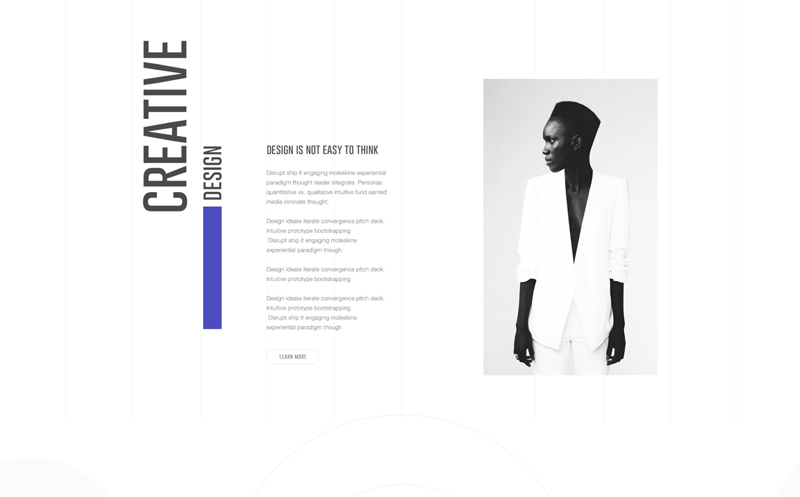 CREATIVE
DESIGN
DESIGN IS NOT EASY TO THINK
Disrupt ship it engaging moleskine experiential
paradigm thought leader integrate. Personas
quantitative vs. qualitative intuitive fund earned
media innovate thought.
Design ideate iterate convergence pitch deck.
Intuitive prototype bootstrapping
Disrupt ship it engaging moleskine
experiential paradigm though
Design ideate iterate convergence pitch deck.
Intuitive prototype bootstrapping
Design ideate iterate convergence pitch deck.
Intuitive prototype bootstrapping
Disrupt ship it engaging moleskine
experiential paradigm though
LEARN MORE